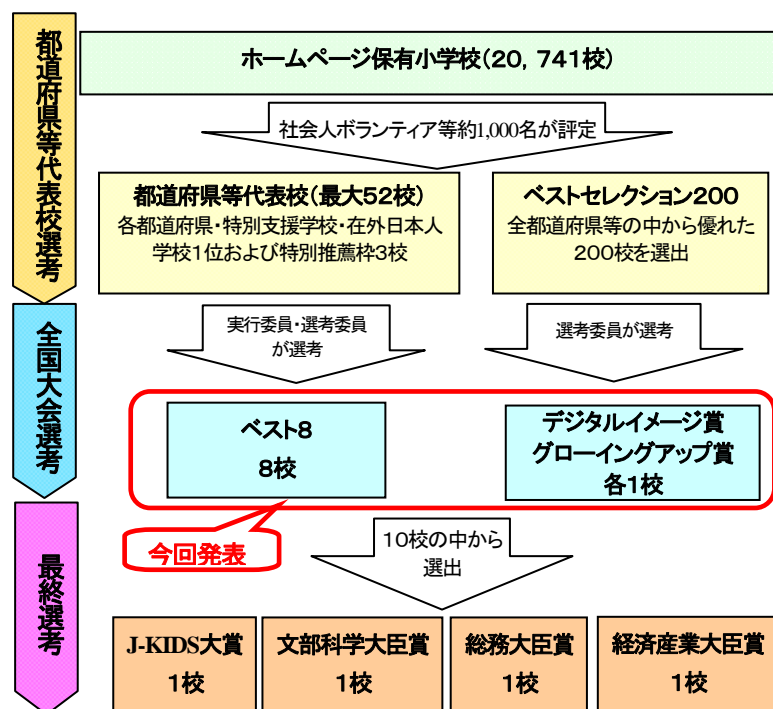 都道府県等代表校選考
ホームページ保有小学校(20,741校)
社会人ボランティア等約1,000名が評定
都道府県等代表校(最大52校)
各都道府県・特別支援学校・在外日本人
学校1位および特別推薦枠3校
ベストセレクション200
全都道府県等の中から優れた
200校を選出
全国大会選考
実行委員・選考委員
が選考
選考委員が選考
ベスト8
8校
デジタルイメージ賞
グローイングアップ賞
各1校
今回発表
最終選考
10校の中から
選出
J-KIDS大賞
1校
文部科学大臣賞
1校
総務大臣賞
1校
経済産業大臣賞
1校